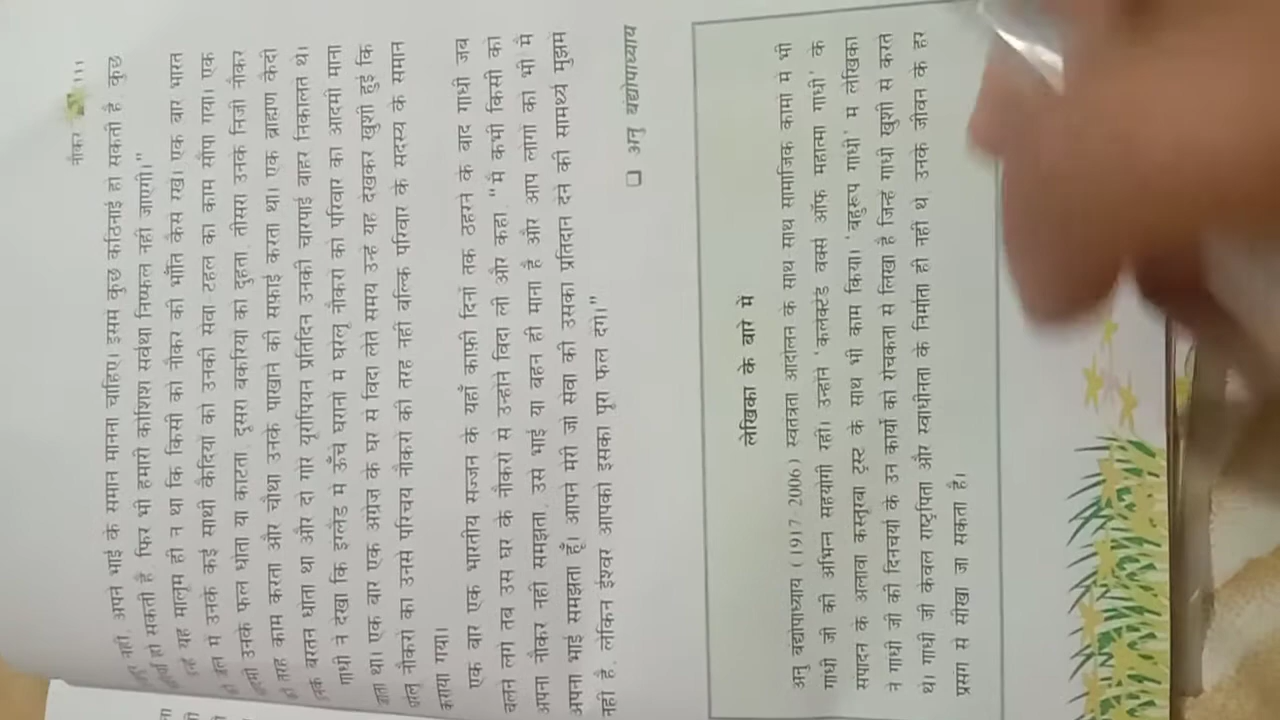 नौकर
नहीं, अपने भाई के समान मानना चाहिए। इसमें कुछ कठिनाई हो सकती है, कुछ
हो सकती हैं, फिर भी हमारी कोशिश सर्वथा निष्फल नहीं जाएगी।"
यह मालूम ही न था कि किसी को नौकर की भाँति कैसे रखें। एक बार भारत
जेल में उनके कई साथी कैदियों को उनकी सेवा-टहल का काम सौंपा गया। एक
उनके फल धोता या काटता, दूसरा बकरियों को दुहता, तीसरा उनके निजी नौकर
की तरह काम करता और चौथा उनके पाखाने की सफ़ाई करता था। एक ब्राह्मण कैदी
उनके बरतन धोता था और दो गोरे यूरोपियन प्रतिदिन उनकी चारपाई बाहर निकालते थे।
गांधी ने देखा कि इंग्लैंड में ऊँचे घरानों में घरेलू नौकरों को परिवार का आदमी माना
जाता था। एक बार एक अंग्रेज़ के घर से विदा लेते समय उन्हें यह देखकर खुशी हुई कि
घरेलू नौकरों का उनसे परिचय नौकरों की तरह नहीं बल्कि परिवार के सदस्य के समान
कराया गया।
एक बार एक भारतीय सज्जन के यहाँ काफ़ी दिनों तक ठहरने के बाद गांधी जब
चलने लगे तब उस घर के नौकरों से उन्होंने विदा ली और कहा, "मैं कभी किसी को
अपना नौकर नहीं समझता, उसे भाई या बहन ही माना है और आप लोगों को भी मैं
अपना भाई समझता हूँ। आपने मेरी जो सेवा की उसका प्रतिदान देने की सामर्थ्य मुझमें
नहीं है, लेकिन ईश्वर आपको इसका पूरा फल देंगे।"
❑ अनु बंद्योपाध्याय
लेखिका के बारे में
अनु बंद्योपाध्याय (1917-2006) स्वतंत्रता आंदोलन के साथ-साथ सामाजिक कामों में भी
गांधी जी की अभिन्न सहयोगी रहीं। उन्होंने 'कलेक्टेड वर्क्स ऑफ़ महात्मा गांधी' के
संपादन के अलावा कस्तूरबा ट्रस्ट के साथ भी काम किया। 'बहुरूप गांधी' में लेखिका
ने गांधी जी की दिनचर्या के उन कार्यों को रोचकता से लिखा है जिन्हें गांधी खुशी से करते
थे। गांधी जी केवल राष्ट्रपिता और स्वाधीनता के निर्माता ही नहीं थे, उनके जीवन के हर
प्रसंग से सीखा जा सकता है।